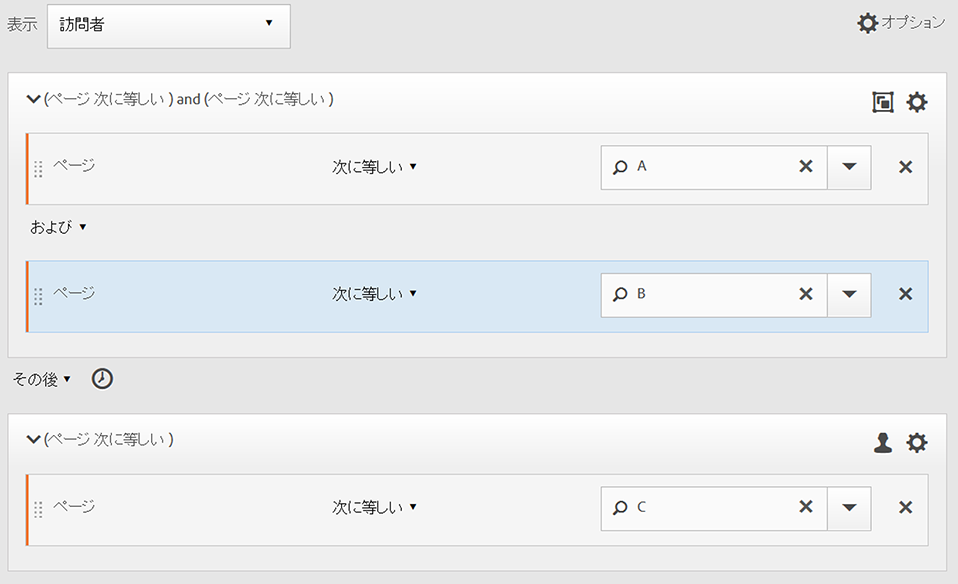 表示 訪問者 オプション
(ページ 次に等しい ) and (ページ 次に等しい )
ページ 次に等しい A
および
ページ 次に等しい B
その後
(ページ 次に等しい )
ページ 次に等しい C